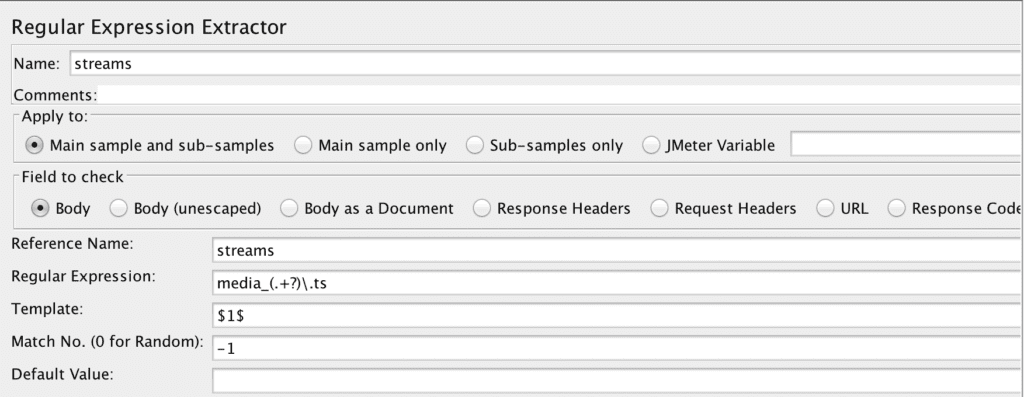 Regular Expression Extractor
Name: streams
Comments:
Apply to:
Main sample and sub-samples Main sample only Sub-samples only JMeter Variable
Field to check
Body Body (unescaped) Body as a Document Response Headers Request Headers URL Response Code
Reference Name: streams
Regular Expression: media_(.+?)\.ts
Template: $1$
Match No. (0 for Random): -1
Default Value: